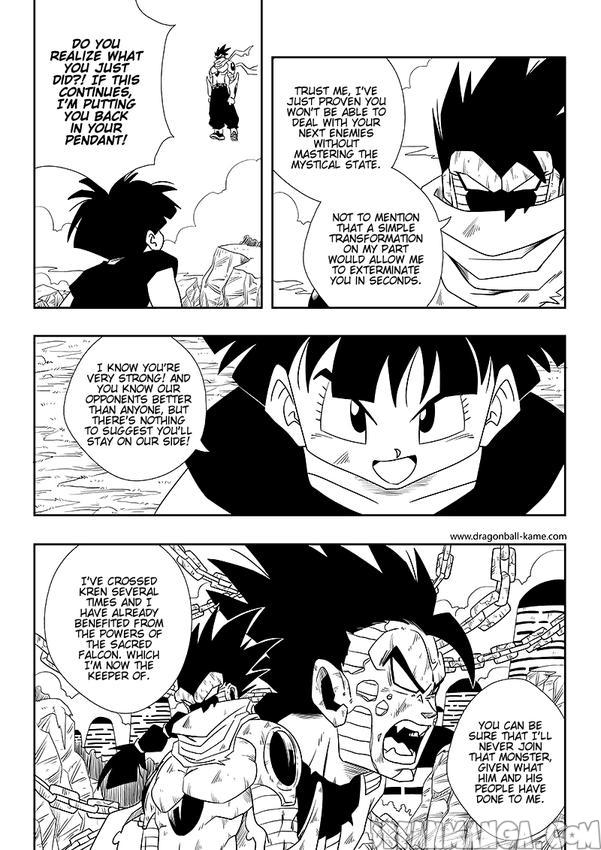 DO YOU
REALIZE WHAT
YOU JUST
DID?! IF THIS
CONTINUES,
I'M PUTTING
YOU BACK
IN YOUR
PENDANT!
TRUST ME, I'VE
JUST PROVEN YOU
WON'T BE ABLE TO
DEAL WITH YOUR
NEXT ENEMIES
WITHOUT
MASTERING THE
MYSTICAL STATE.
NOT TO MENTION
THAT A SIMPLE
TRANSFORMATION
ON MY PART
WOULD ALLOW ME
TO EXTERMINATE
YOU IN SECONDS.
I KNOW YOU'RE
VERY STRONG! AND
YOU KNOW OUR
OPPONENTS BETTER
THAN ANYONE, BUT
THERE'S NOTHING
TO SUGGEST YOU'LL
STAY ON OUR SIDE!
www.dragonball-kame.com
I'VE CROSSED
KREN SEVERAL
TIMES AND I
HAVE ALREADY
BENEFITED FROM
THE POWERS OF
THE SACRED
FALCON. WHICH
I'M NOW THE
KEEPER OF.
YOU CAN BE
SURE THAT I'LL
NEVER JOIN
THAT MONSTER,
GIVEN WHAT
HIM AND HIS
PEOPLE HAVE
DONE TO ME.